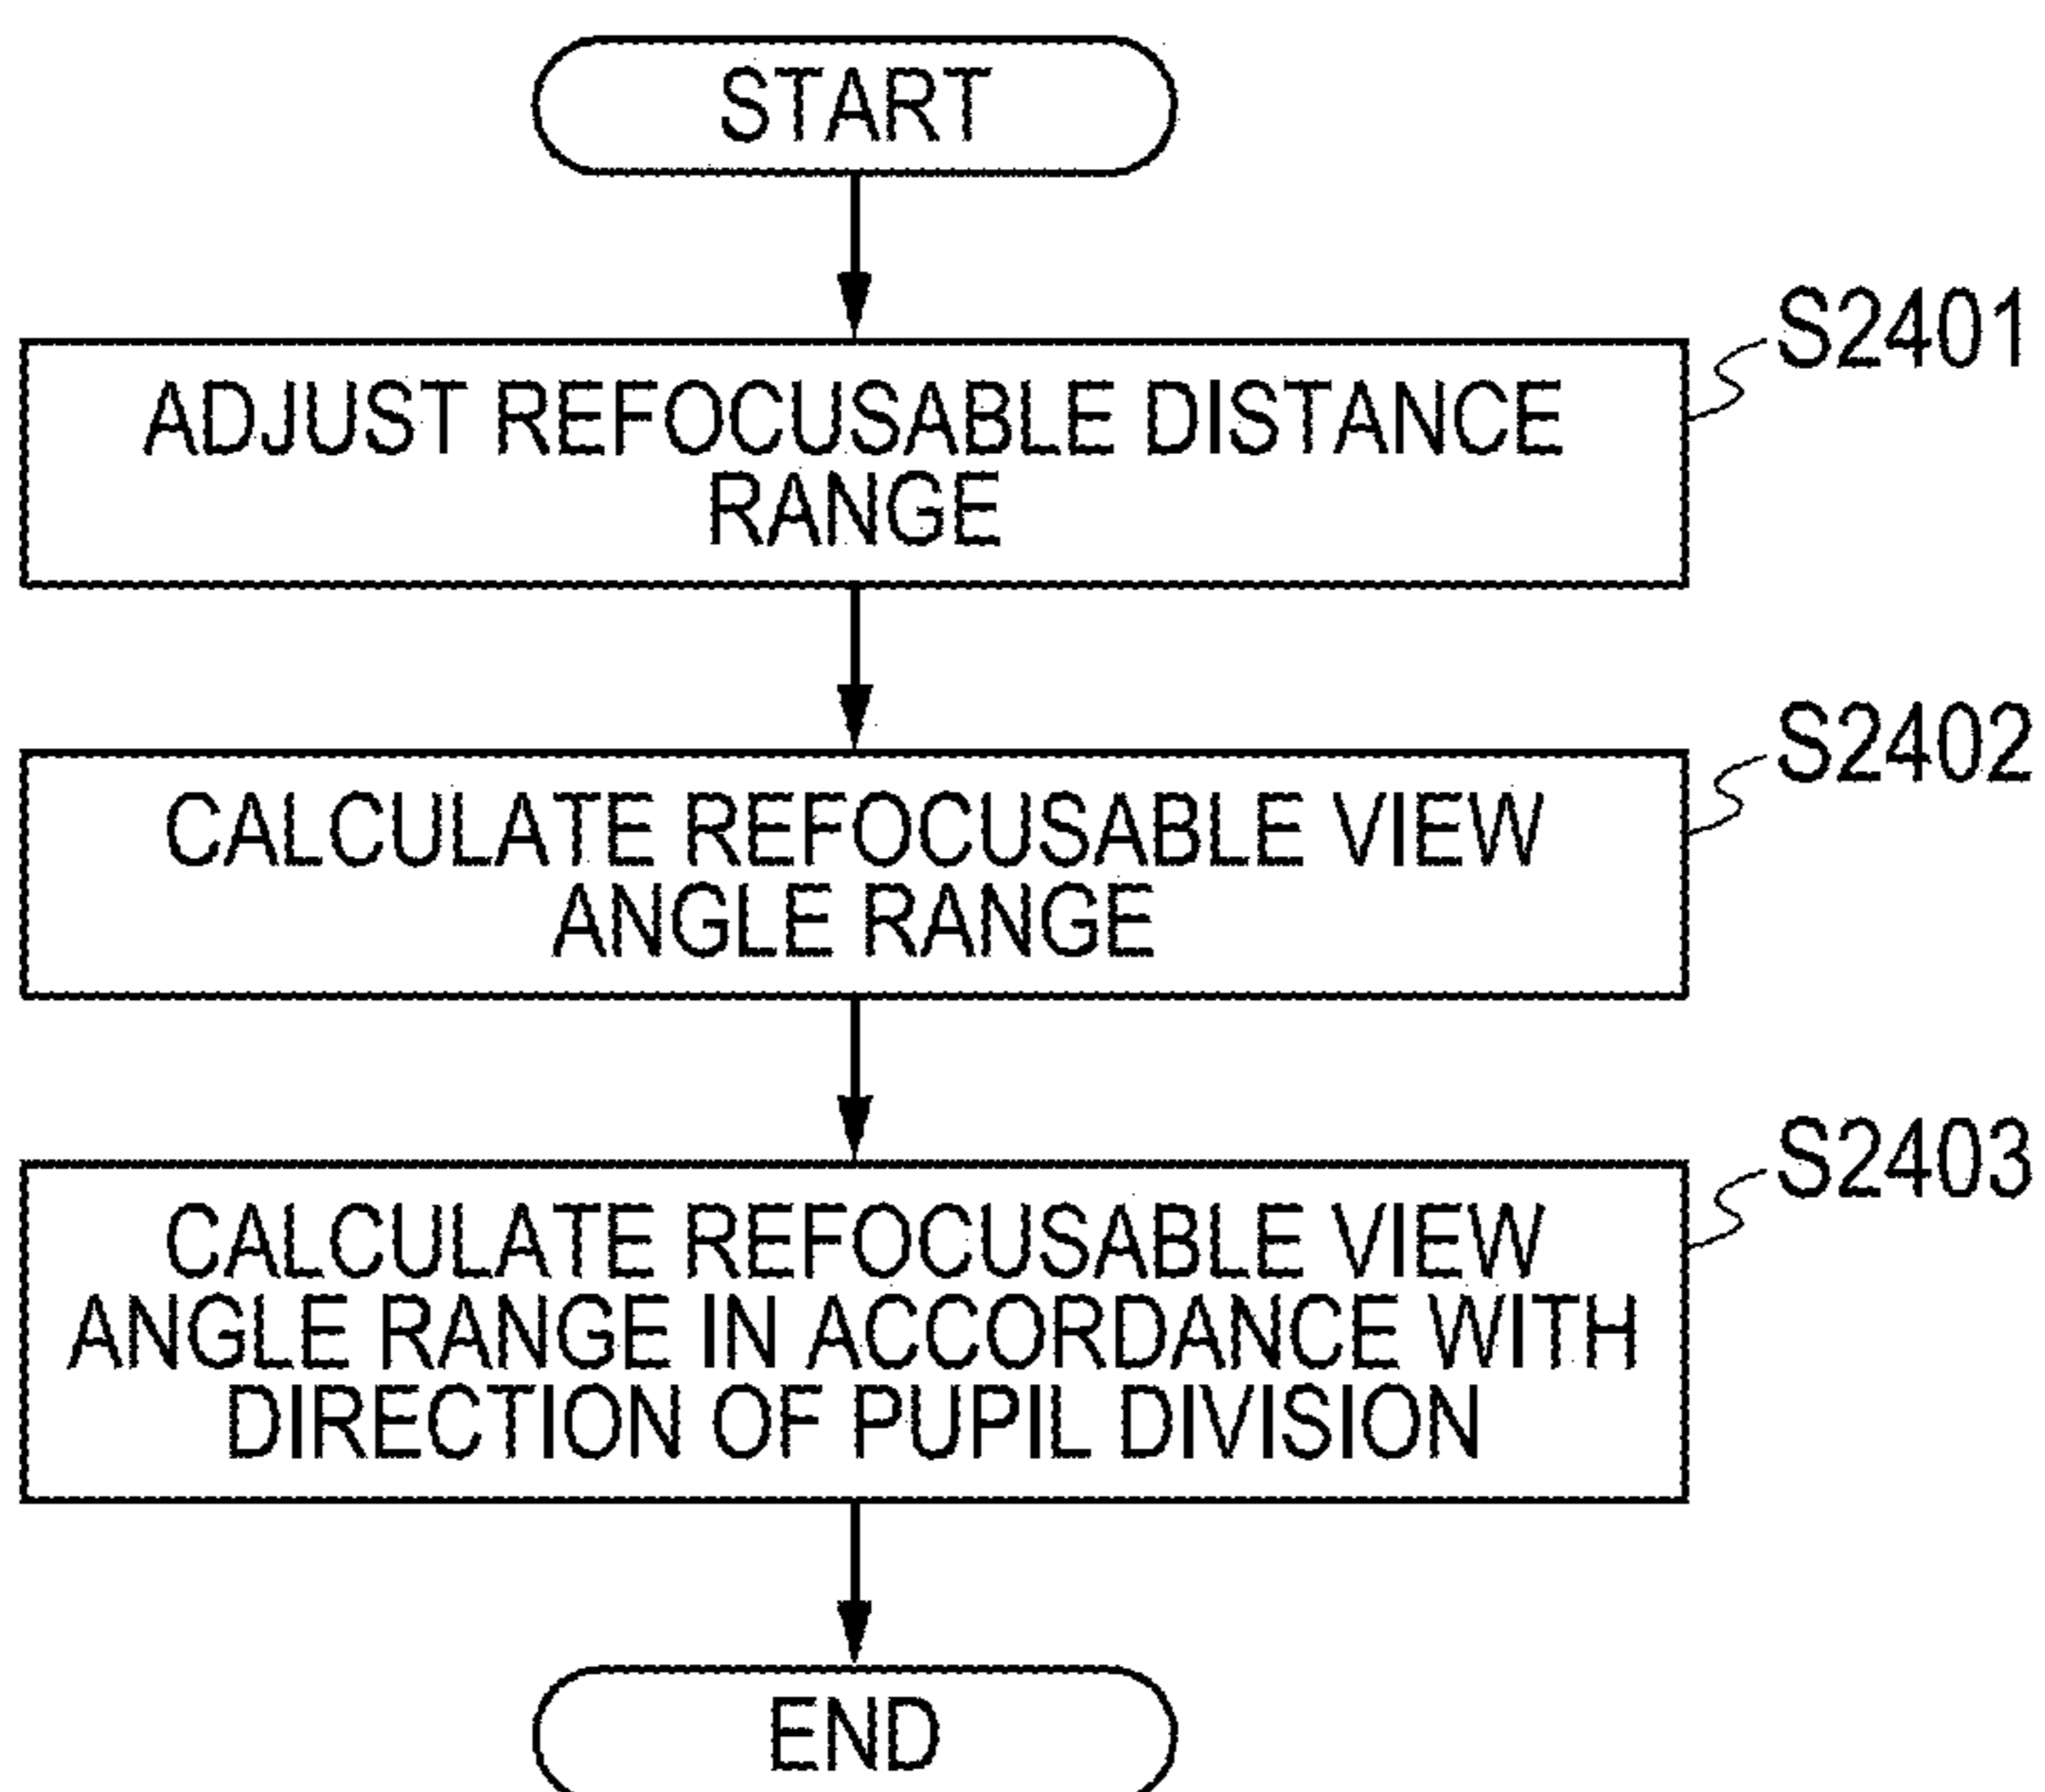 START
S2401
ADJUST REFOCUSABLE DISTANCE
RANGE
S2402
CALCULATE REFOCUSABLE VIEW
ANGLE RANGE
S2403
CALCULATE REFOCUSABLE VIEW
ANGLE RANGE IN ACCORDANCE WITH
DIRECTION OF PUPIL DIVISION
END